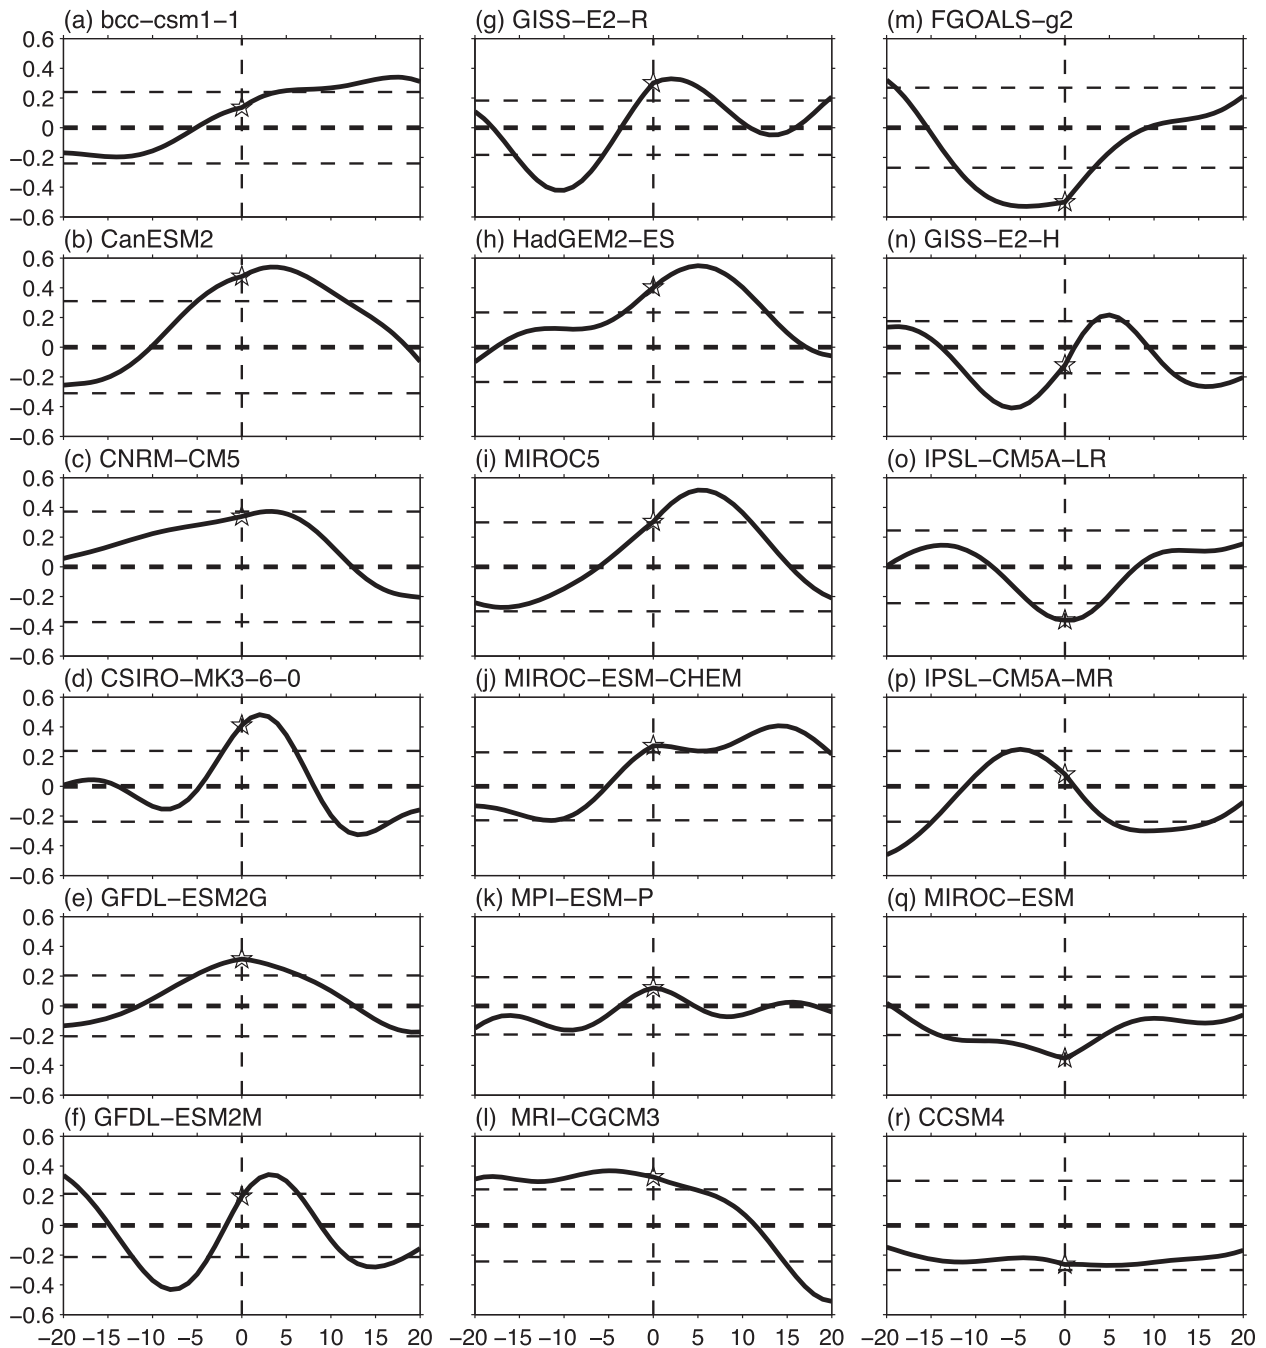 (a) bcc−csm1−1
0.6
0.4
0.2
0
−0.2
−0.4
−0.6
(g) GISS−E2−R
(m) FGOALS−g2
(b) CanESM2
0.6
0.4
0.2
0
−0.2
−0.4
−0.6
(h) HadGEM2−ES
(n) GISS−E2−H
(c) CNRM−CM5
0.6
0.4
0.2
0
−0.2
−0.4
−0.6
(i) MIROC5
(o) IPSL−CM5A−LR
(d) CSIRO−MK3−6−0
0.6
0.4
0.2
0
−0.2
−0.4
−0.6
(j) MIROC−ESM−CHEM
(p) IPSL−CM5A−MR
(e) GFDL−ESM2G
0.6
0.4
0.2
0
−0.2
−0.4
−0.6
(k) MPI−ESM−P
(q) MIROC−ESM
(f) GFDL−ESM2M
0.6
0.4
0.2
0
−0.2
−0.4
−0.6
(l) MRI−CGCM3
(r) CCSM4
−20 −15 −10 −5 0 5 10 15 20
−20 −15 −10 −5 0 5 10 15 20
−20 −15 −10 −5 0 5 10 15 20